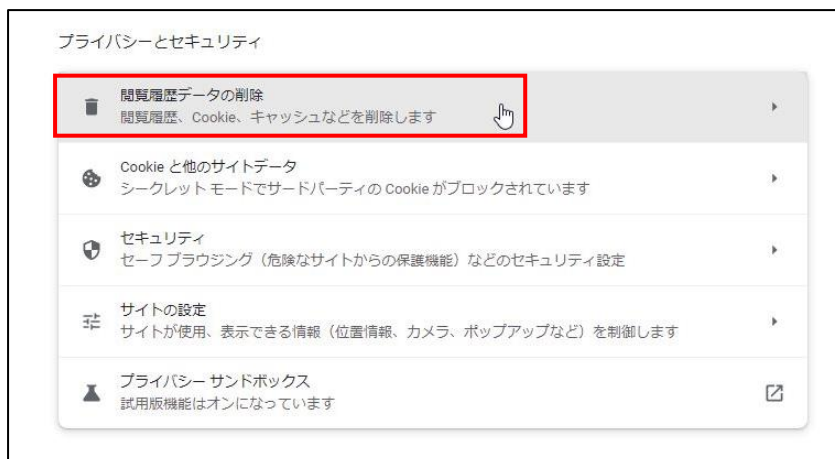 プライバシーとセキュリティ
閲覧履歴データの削除
閲覧履歴、Cookie、キャッシュなどを削除します
Cookie と他のサイトデータ
シークレット モードでサードパーティの Cookie がブロックされています
セキュリティ
セーフ ブラウジング（危険なサイトからの保護機能）などのセキュリティ設定
サイトの設定
サイトが使用、表示できる情報（位置情報、カメラ、ポップアップなど）を制御します
プライバシー サンドボックス
試用版機能はオンになっています